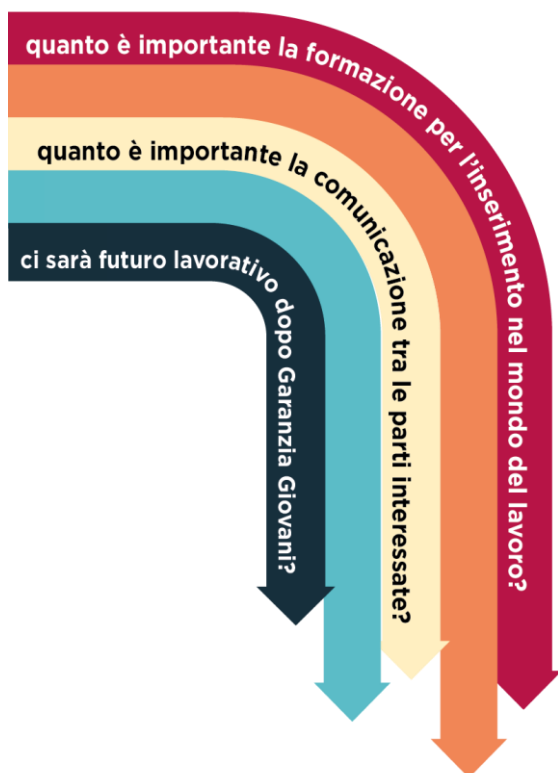 quanto è importante la formazione per l'inserimento nel mondo del lavoro?
quanto è importante la comunicazione tra le parti interessate?
ci sarà futuro lavorativo dopo Garanzia Giovani?